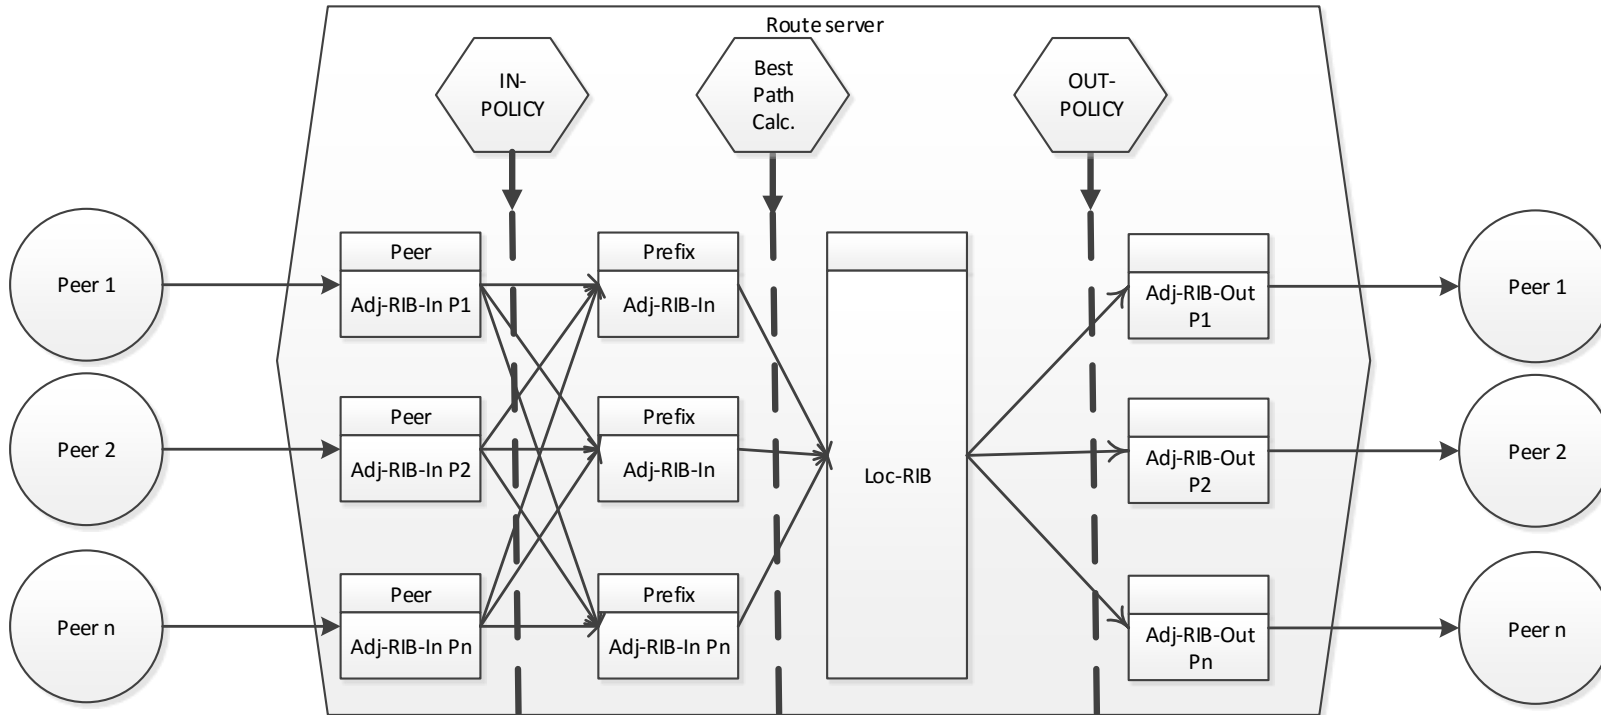 Route server
IN-
POLICY
Best
Path
Calc.
OUT-
POLICY
Peer 1
Peer
Adj-RIB-In P1
Prefix
Adj-RIB-In
Adj-RIB-Out
P1
Peer 1
Peer 2
Peer
Adj-RIB-In P2
Prefix
Adj-RIB-In
Loc-RIB
Adj-RIB-Out
P2
Peer 2
Peer n
Peer
Adj-RIB-In Pn
Prefix
Adj-RIB-In Pn
Adj-RIB-Out
Pn
Peer n